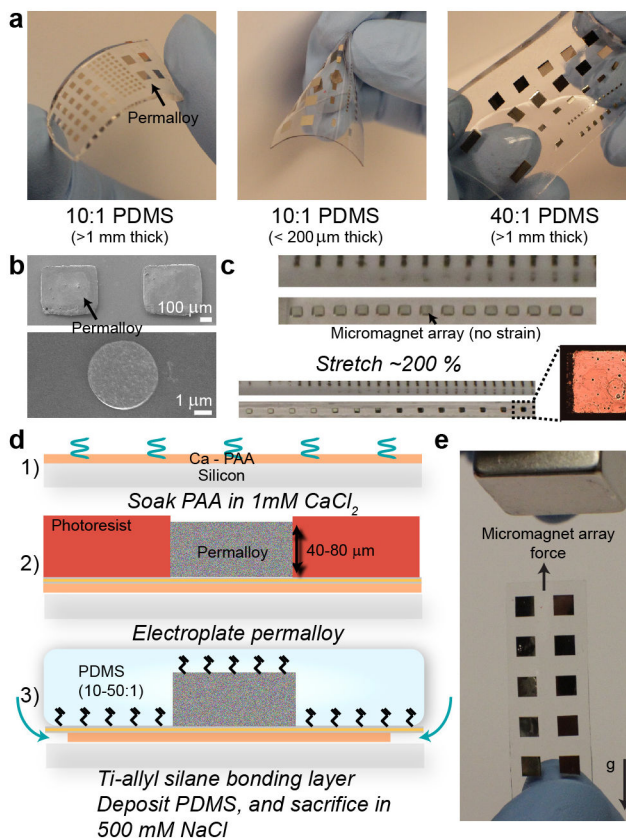 a
Permalloy
10:1 PDMS
(>1 mm thick)
10:1 PDMS
(< 200 μm thick)
40:1 PDMS
(>1 mm thick)
b
100 μm
Permalloy
1 μm
c
Micromagnet array (no strain)
Stretch ~200 %
d
1)
Ca - PAA
Silicon
Soak PAA in 1mM CaCl₂
2)
Photoresist
Permalloy
40-80 μm
Electroplate permalloy
3)
PDMS
(10-50:1)
Ti-allyl silane bonding layer
Deposit PDMS, and sacrifice in
500 mM NaCl
e
Micromagnet array
force
g